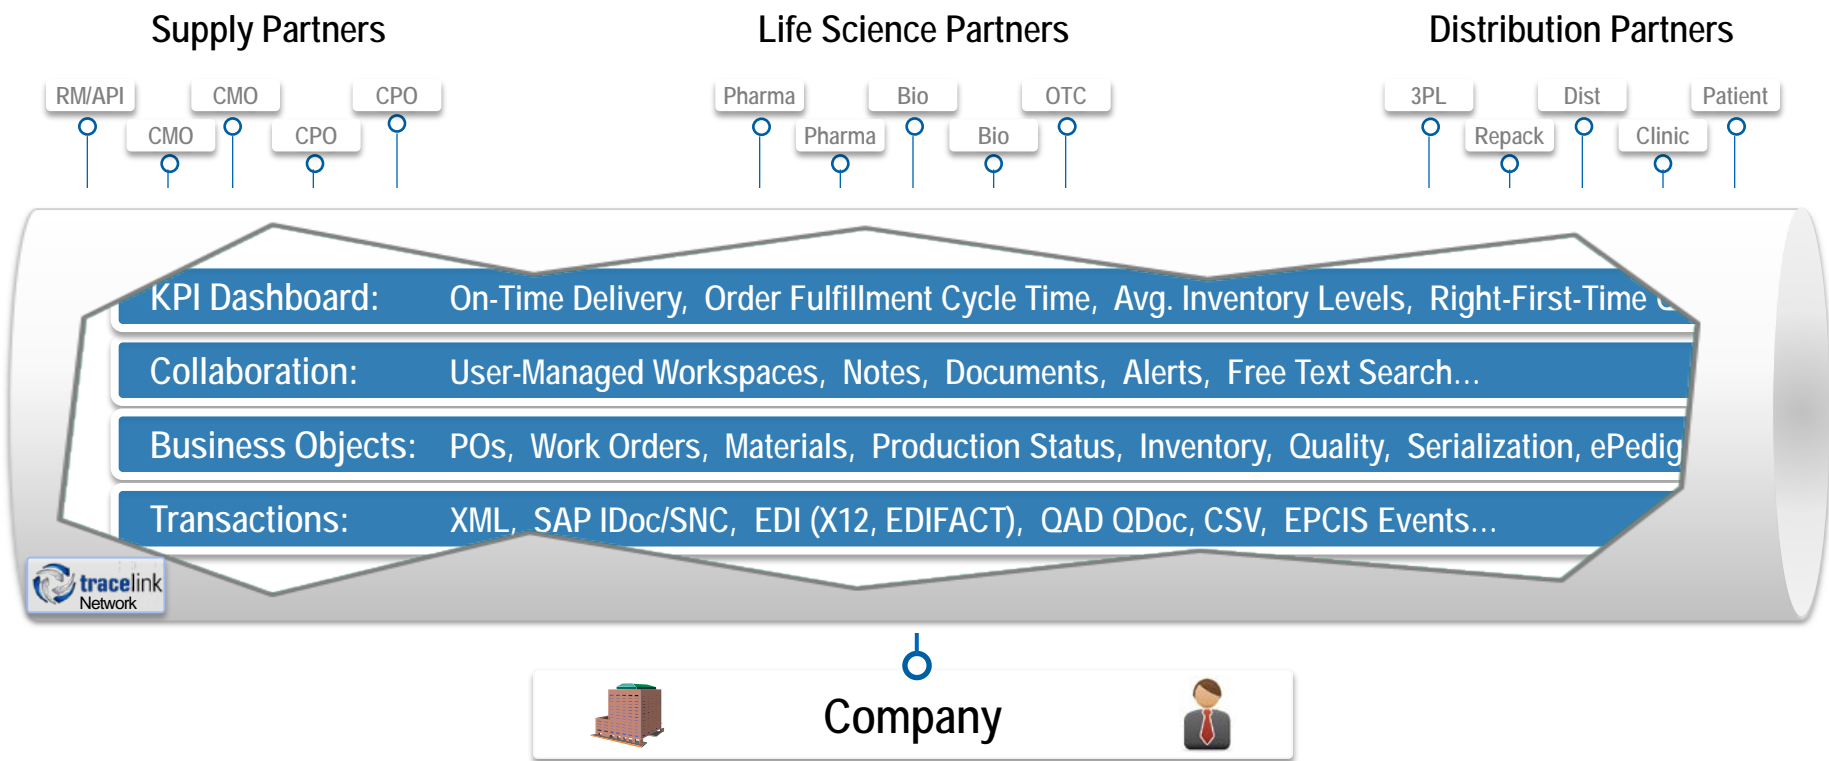 Supply Partners
Life Science Partners
Distribution Partners
RM/API
CMO
CMO
CPO
CPO
Pharma
Pharma
Bio
Bio
OTC
3PL
Repack
Dist
Clinic
Patient
KPI Dashboard: On-Time Delivery, Order Fulfillment Cycle Time, Avg. Inventory Levels, Right-First-Time
Collaboration: User-Managed Workspaces, Notes, Documents, Alerts, Free Text Search…
Business Objects: POs, Work Orders, Materials, Production Status, Inventory, Quality, Serialization, ePedig
Transactions: XML, SAP IDoc/SNC, EDI (X12, EDIFACT), QAD QDoc, CSV, EPCIS Events…
tracelink
Network
Company